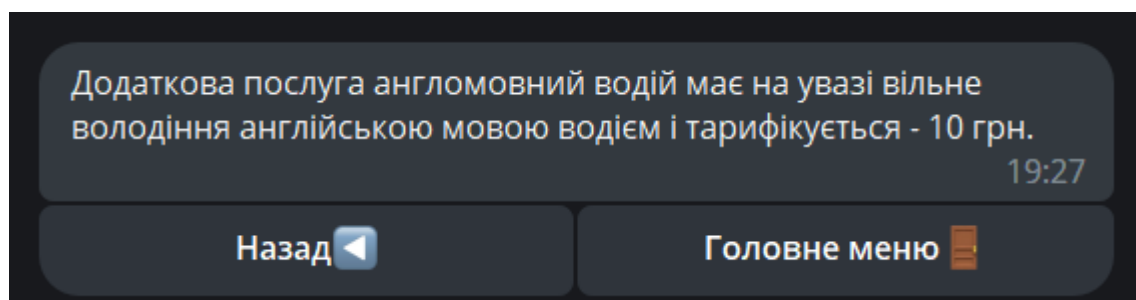 Додаткова послуга англомовний водій має на увазі вільне
володіння англійською мовою водієм і тарифікується - 10 грн.
19:27
Назад◀️
Головне меню🚪